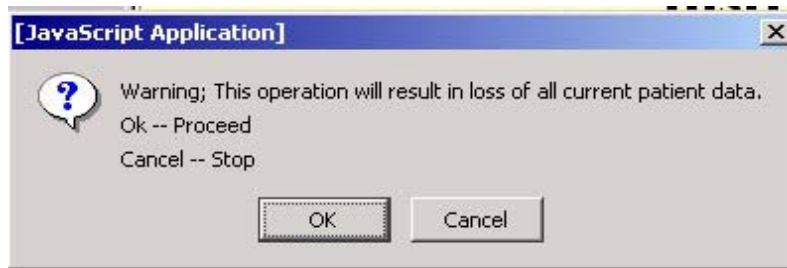 [JavaScript Application]
Warning; This operation will result in loss of all current patient data.
Ok -- Proceed
Cancel -- Stop
OK
Cancel